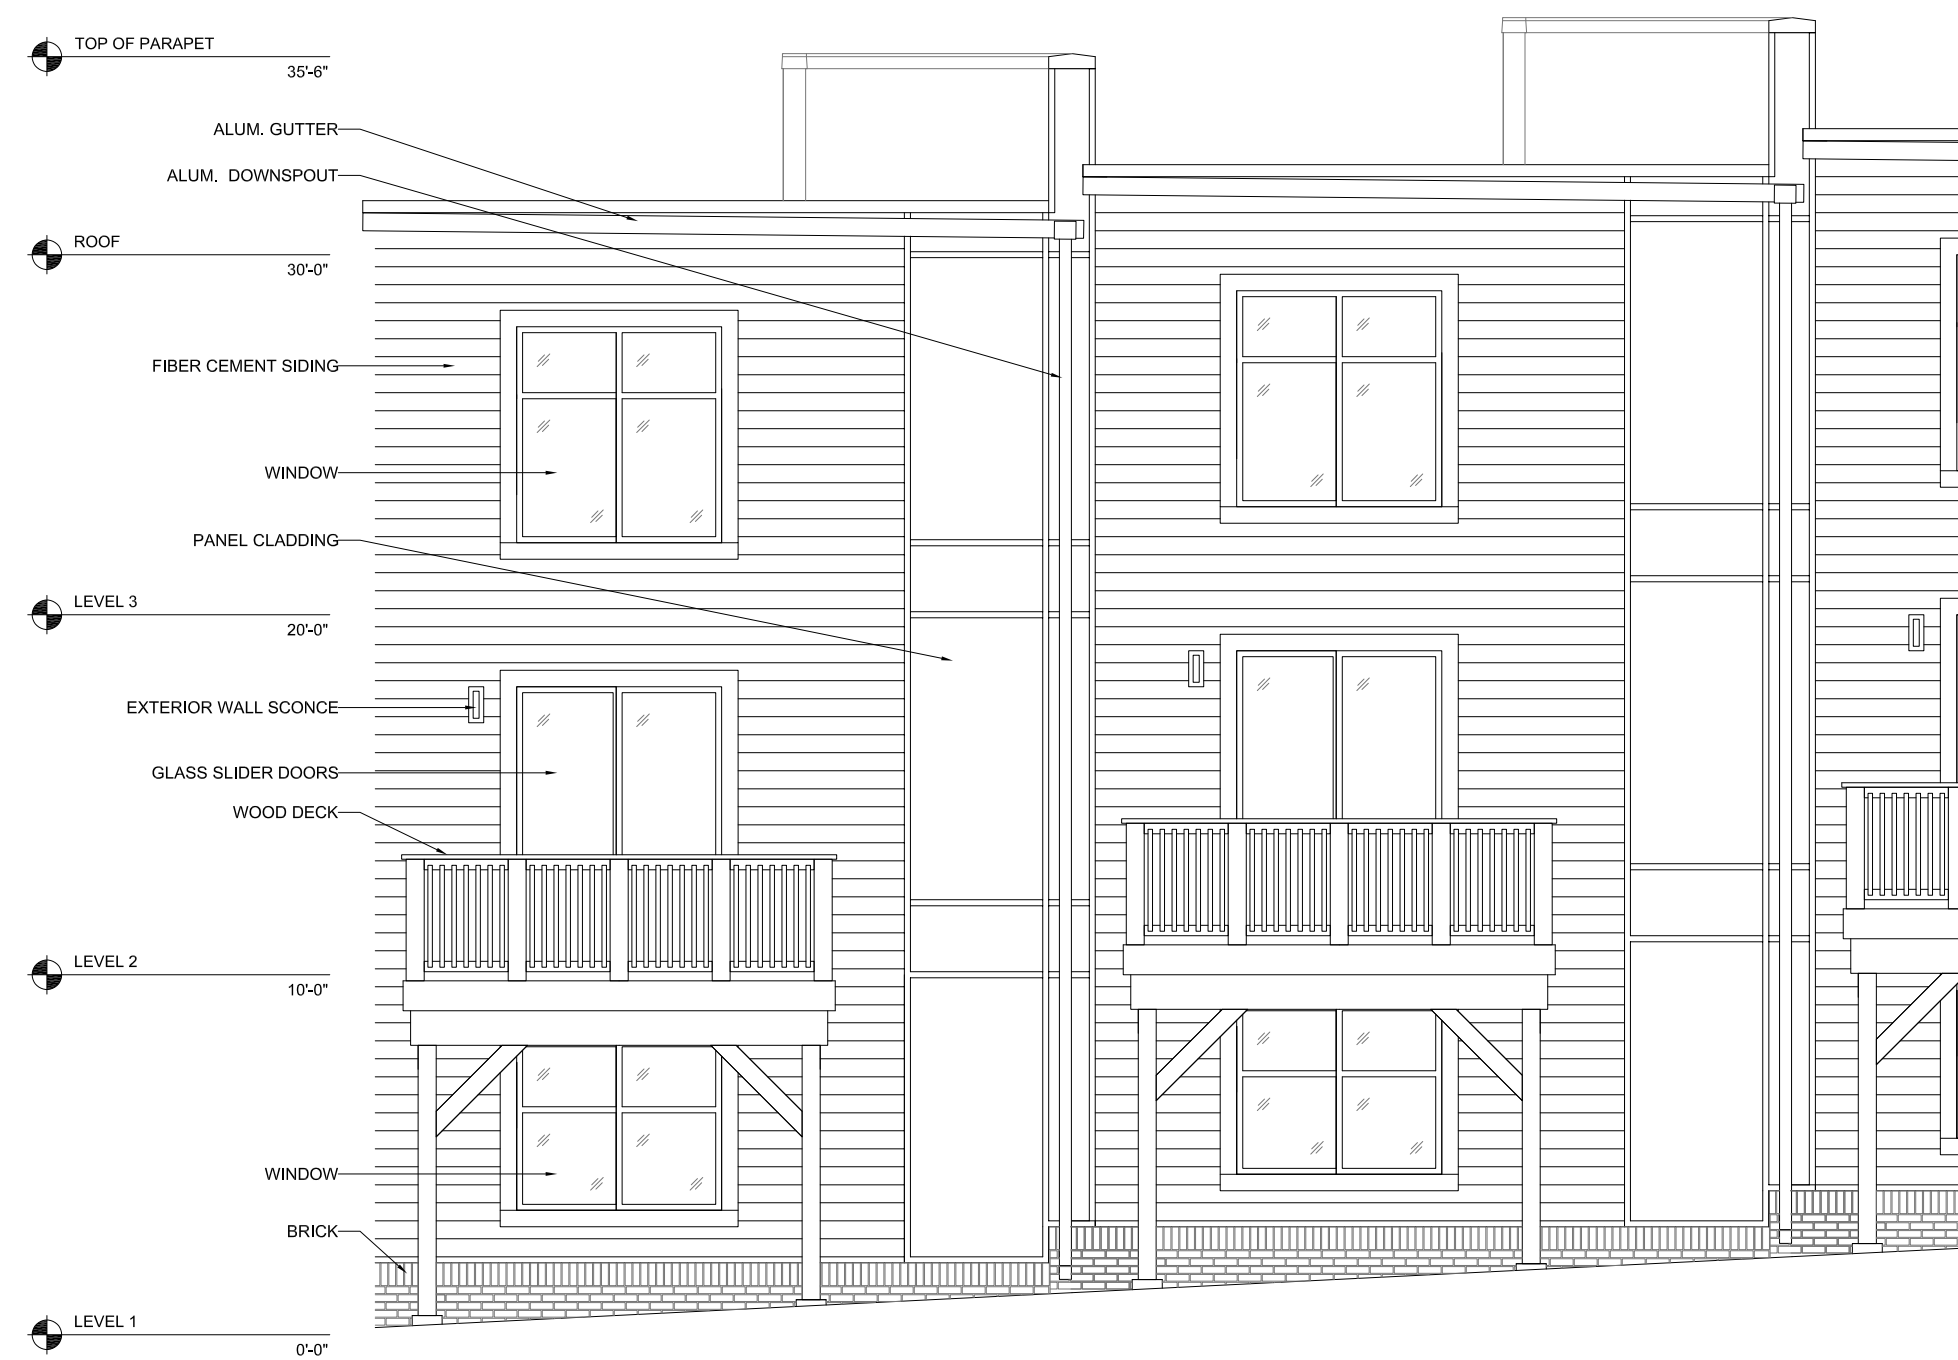 TOP OF PARAPET
35'-6"
ALUM. GUTTER
ALUM. DOWNSPOUT
ROOF
30'-0"
FIBER CEMENT SIDING
WINDOW
PANEL CLADDING
LEVEL 3
20'-0"
EXTERIOR WALL SCONCE
GLASS SLIDER DOORS
WOOD DECK
LEVEL 2
10'-0"
WINDOW
BRICK
LEVEL 1
0'-0"